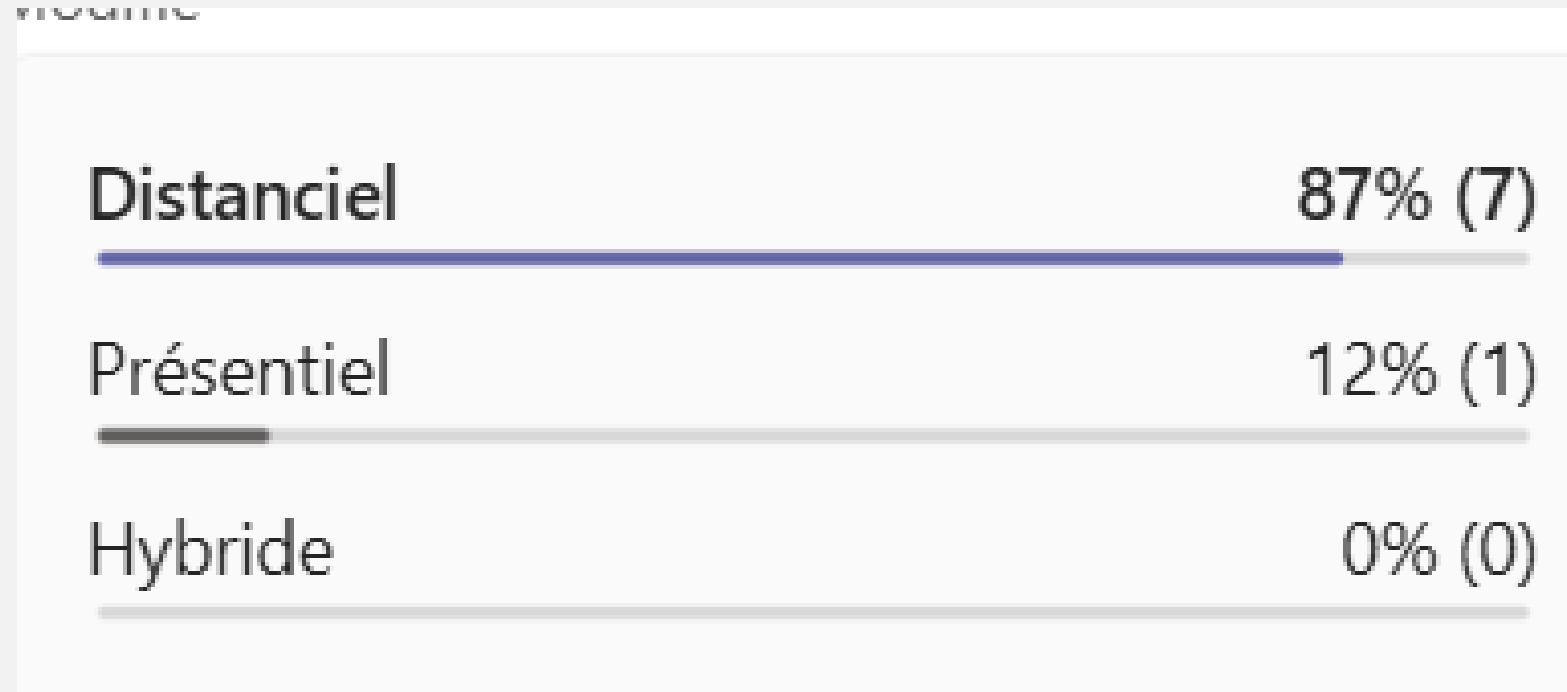 Distanciel 87% (7)
Présentiel 12% (1)
Hybride 0% (0)